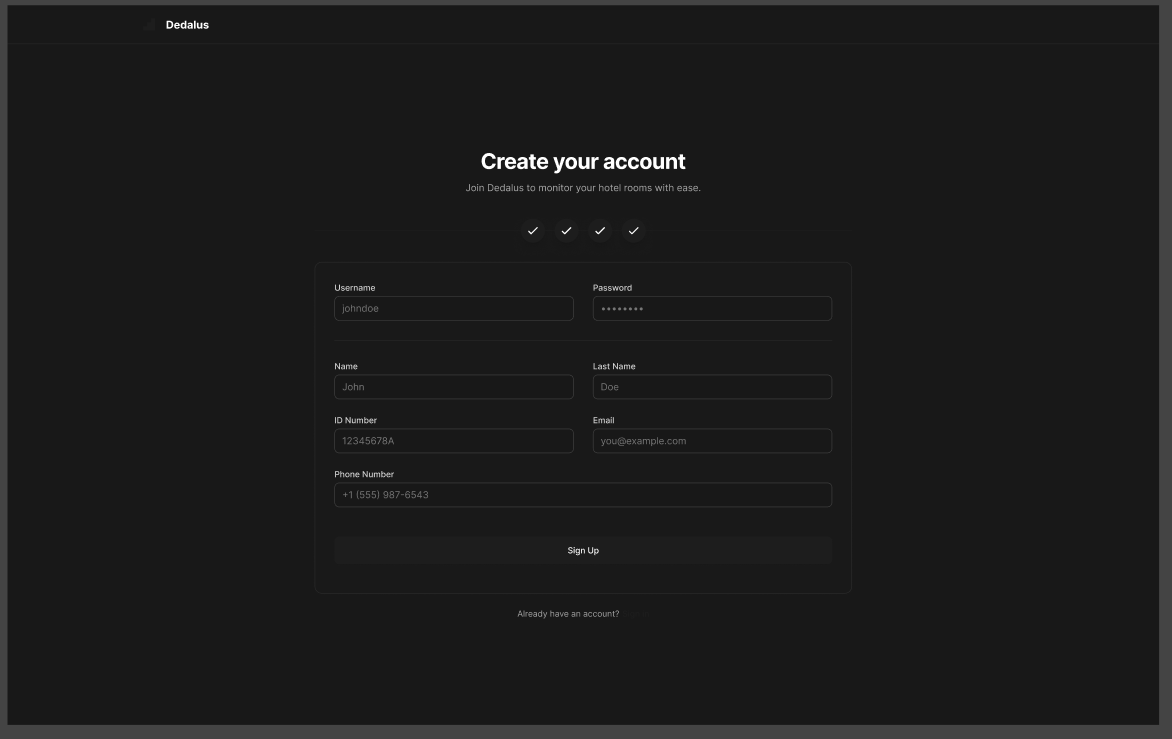 Dedalus
Create your account
Join Dedalus to monitor your hotel rooms with ease.
Username
Password
johndoe
••••••••
Name
Last Name
John
Doe
ID Number
Email
12345678A
you@example.com
Phone Number
+1 (555) 987-6543
Sign Up
Already have an account?